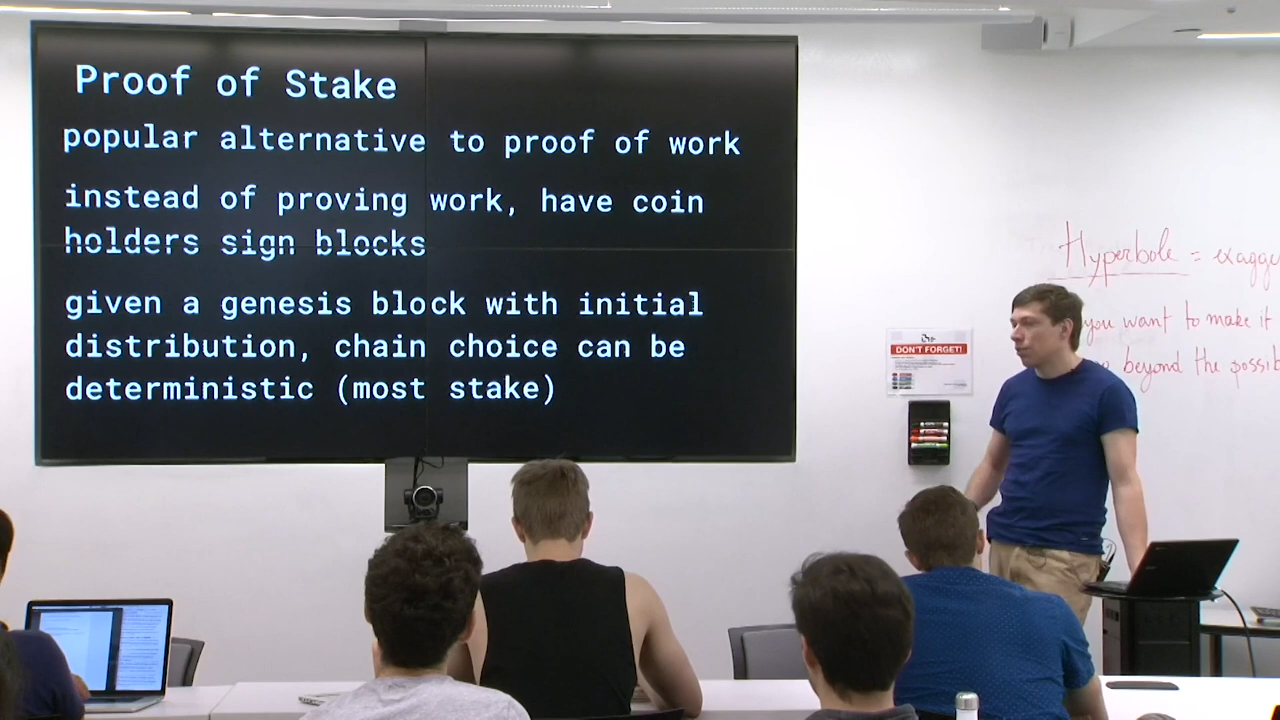 Proof of Stake
popular alternative to proof of work
instead of proving work, have coin
holders sign blocks
given a genesis block with initial
distribution, chain choice can be
deterministic (most stake)
Hyperbole = exagge
you want to make it
beyond the possib
DON'T FORGET!